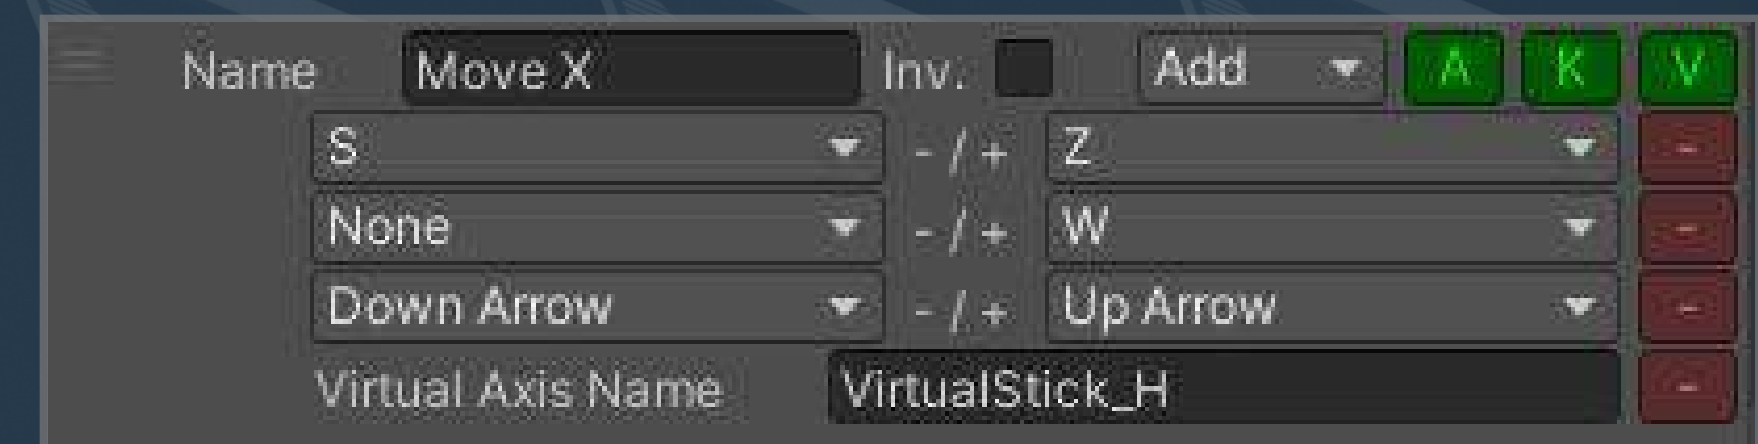 Name Move X Inv. Add A K V
S - / + Z -
None - / + W -
Down Arrow - / + Up Arrow -
Virtual Axis Name VirtualStick_H -